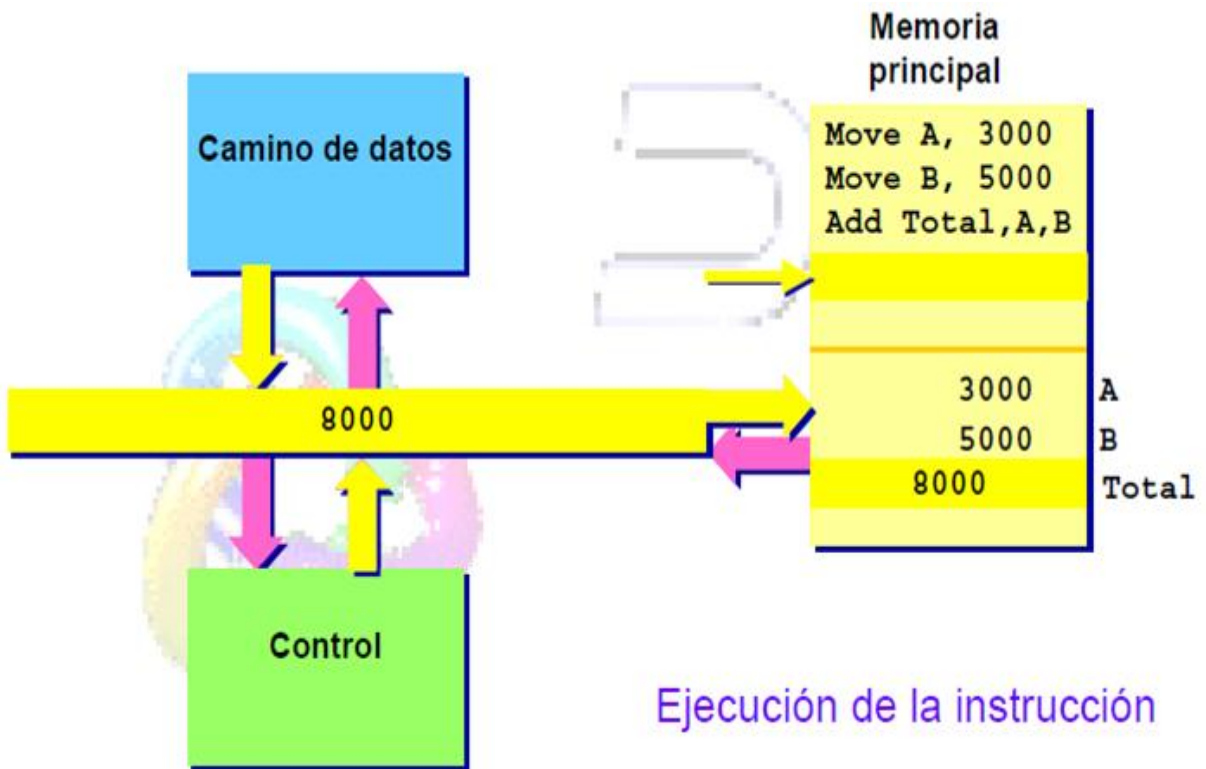 Memoria
principal
Camino de datos
Move A, 3000
Move B, 5000
Add Total,A,B
3000 A
8000
5000 B
8000 Total
Control
Ejecución de la instrucción